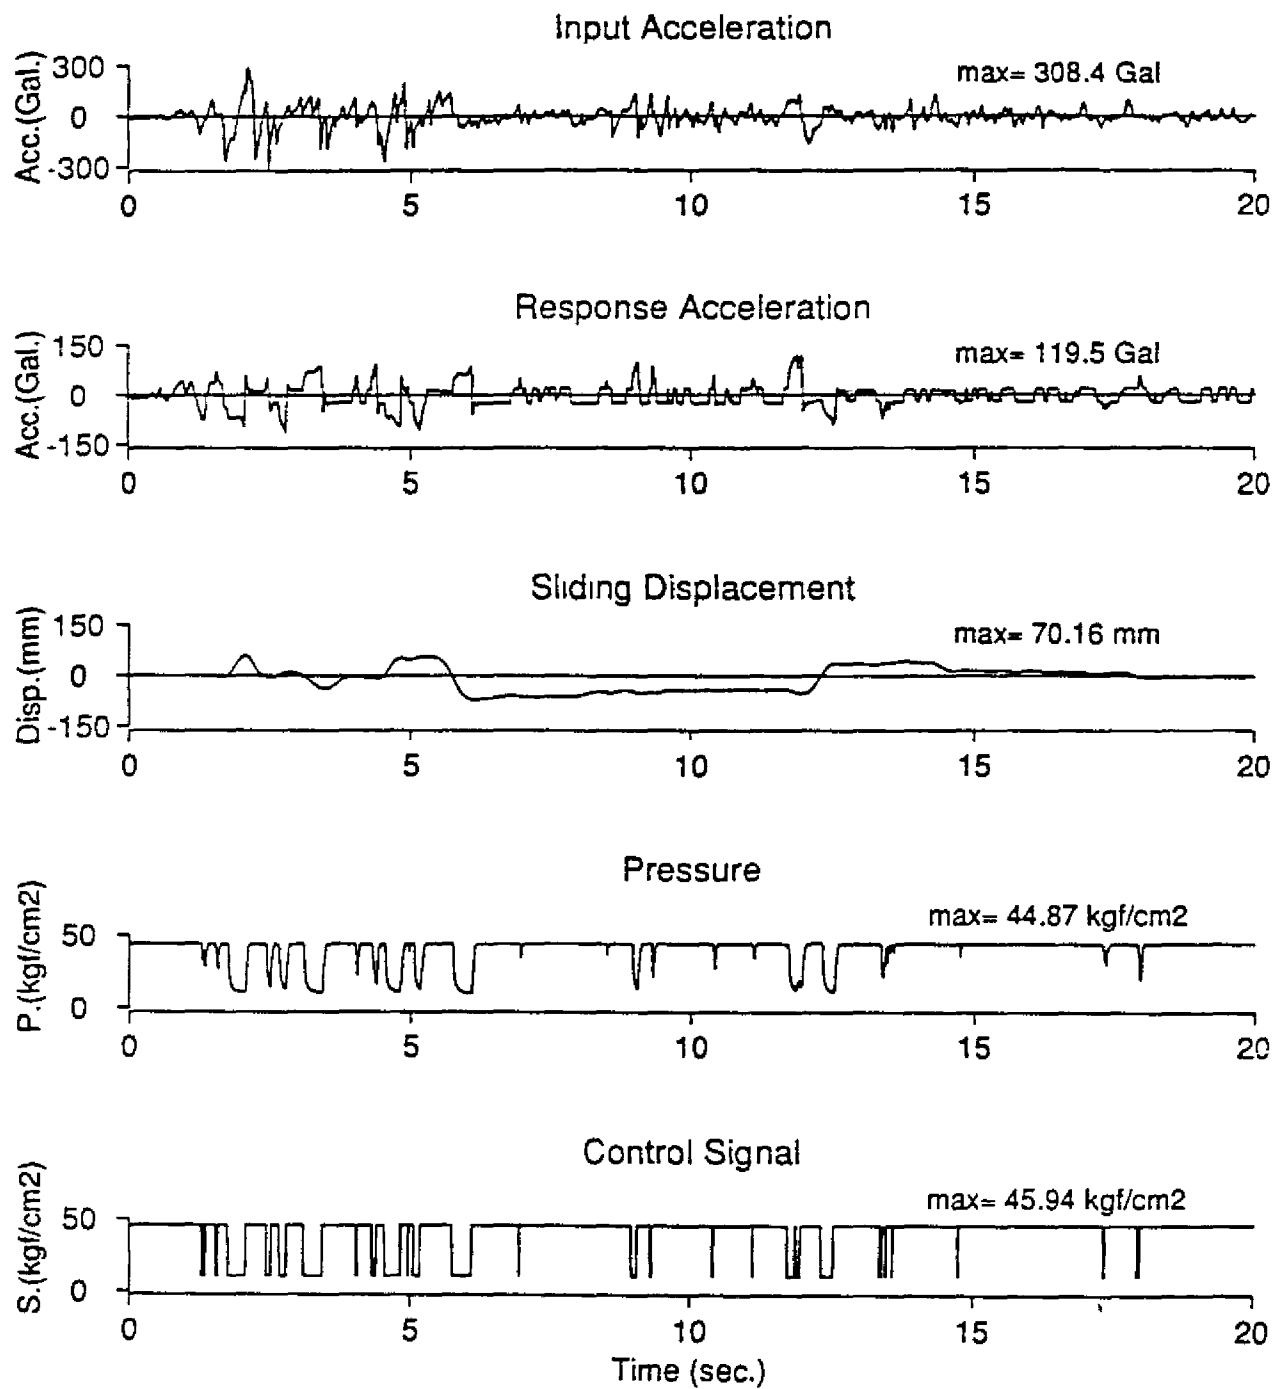 Input Acceleration
Acc.(Gal.)
300
0
-300
max= 308.4 Gal
0 5 10 15 20
Response Acceleration
Acc.(Gal.)
150
0
-150
max= 119.5 Gal
0 5 10 15 20
Sliding Displacement
Disp.(mm)
150
0
-150
max= 70.16 mm
0 5 10 15 20
Pressure
P.(kgf/cm2)
50
0
max= 44.87 kgf/cm2
0 5 10 15 20
Control Signal
S.(kgf/cm2)
50
0
max= 45.94 kgf/cm2
0 5 10 15 20
Time (sec.)